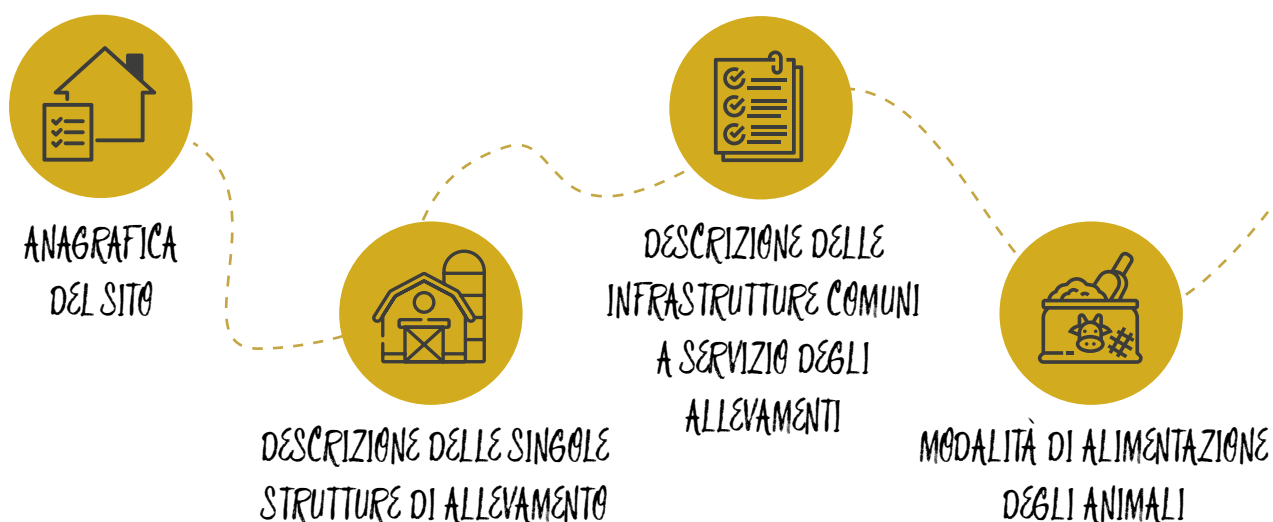 ANAGRAFICA
DEL SITO
DESCRIZIONE DELLE SINGOLE
STRUTTURE DI ALLEVAMENTO
DESCRIZIONE DELLE
INFRASTRUTTURE COMUNI
A SERVIZIO DEGLI
ALLEVAMENTI
MODALITÀ DI ALIMENTAZIONE
DEGLI ANIMALI